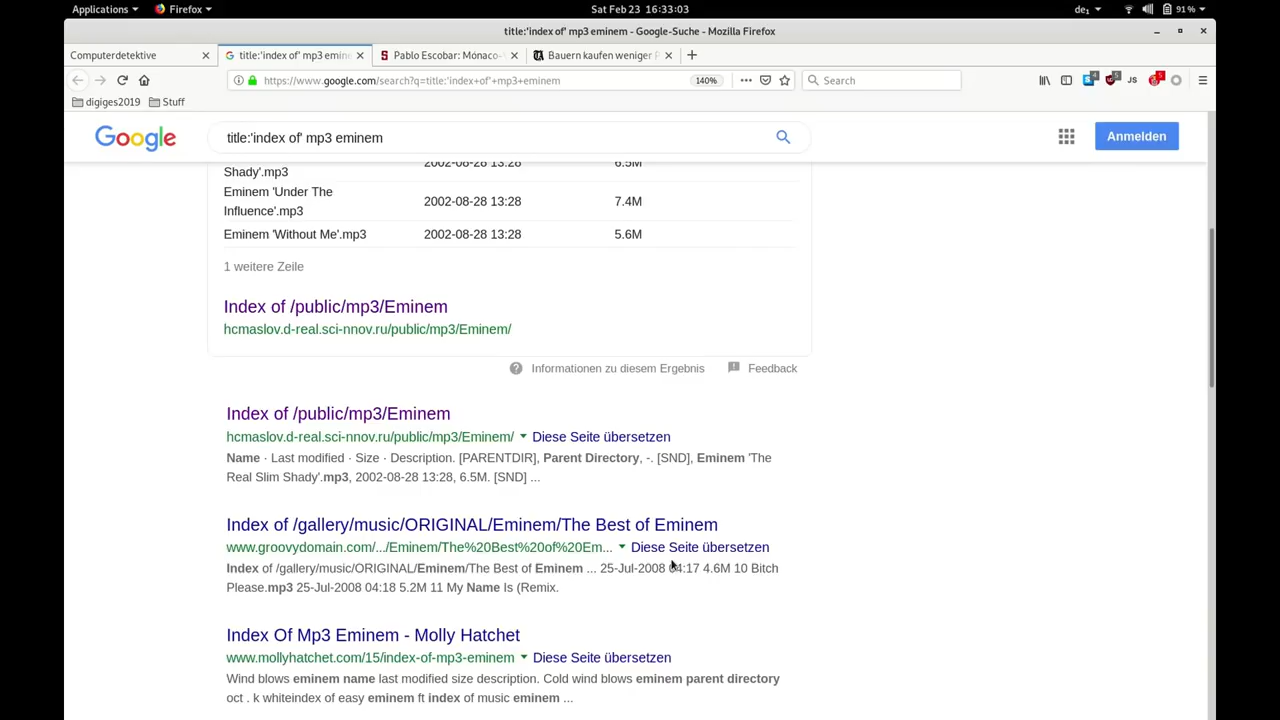 Applications
Firefox
Sat Feb 23 16:33:03
de₁
91 %
title:'index of' mp3 eminem - Google-Suche - Mozilla Firefox
Computerdetektive
title:'index of' mp3 emine
Pablo Escobar: Mónaco-
Bauern kaufen weniger P
https://www.google.com/search?q=title:'index+of'+mp3+eminem
140%
Search
JS
digiges2019
Stuff
Google
title:'index of' mp3 eminem
Anmelden
Shady'.mp3
2002-08-28 13:28
6.5M
Eminem 'Under The
Influence'.mp3
2002-08-28 13:28
7.4M
Eminem 'Without Me'.mp3
2002-08-28 13:28
5.6M
1 weitere Zeile
Index of /public/mp3/Eminem
hcmaslov.d-real.sci-nnov.ru/public/mp3/Eminem/
Informationen zu diesem Ergebnis
Feedback
Index of /public/mp3/Eminem
hcmaslov.d-real.sci-nnov.ru/public/mp3/Eminem/ Diese Seite übersetzen
Name · Last modified · Size · Description. [PARENTDIR], Parent Directory, -. [SND], Eminem 'The
Real Slim Shady'.mp3, 2002-08-28 13:28, 6.5M. [SND] ...
Index of /gallery/music/ORIGINAL/Eminem/The Best of Eminem
www.groovydomain.com/.../Eminem/The%20Best%20of%20Em... Diese Seite übersetzen
Index of /gallery/music/ORIGINAL/Eminem/The Best of Eminem ... 25-Jul-2008 04:17 4.6M 10 Bitch
Please.mp3 25-Jul-2008 04:18 5.2M 11 My Name Is (Remix.
Index Of Mp3 Eminem - Molly Hatchet
www.mollyhatchet.com/15/index-of-mp3-eminem Diese Seite übersetzen
Wind blows eminem name last modified size description. Cold wind blows eminem parent directory
oct . k whiteindex of easy eminem ft index of music eminem ...